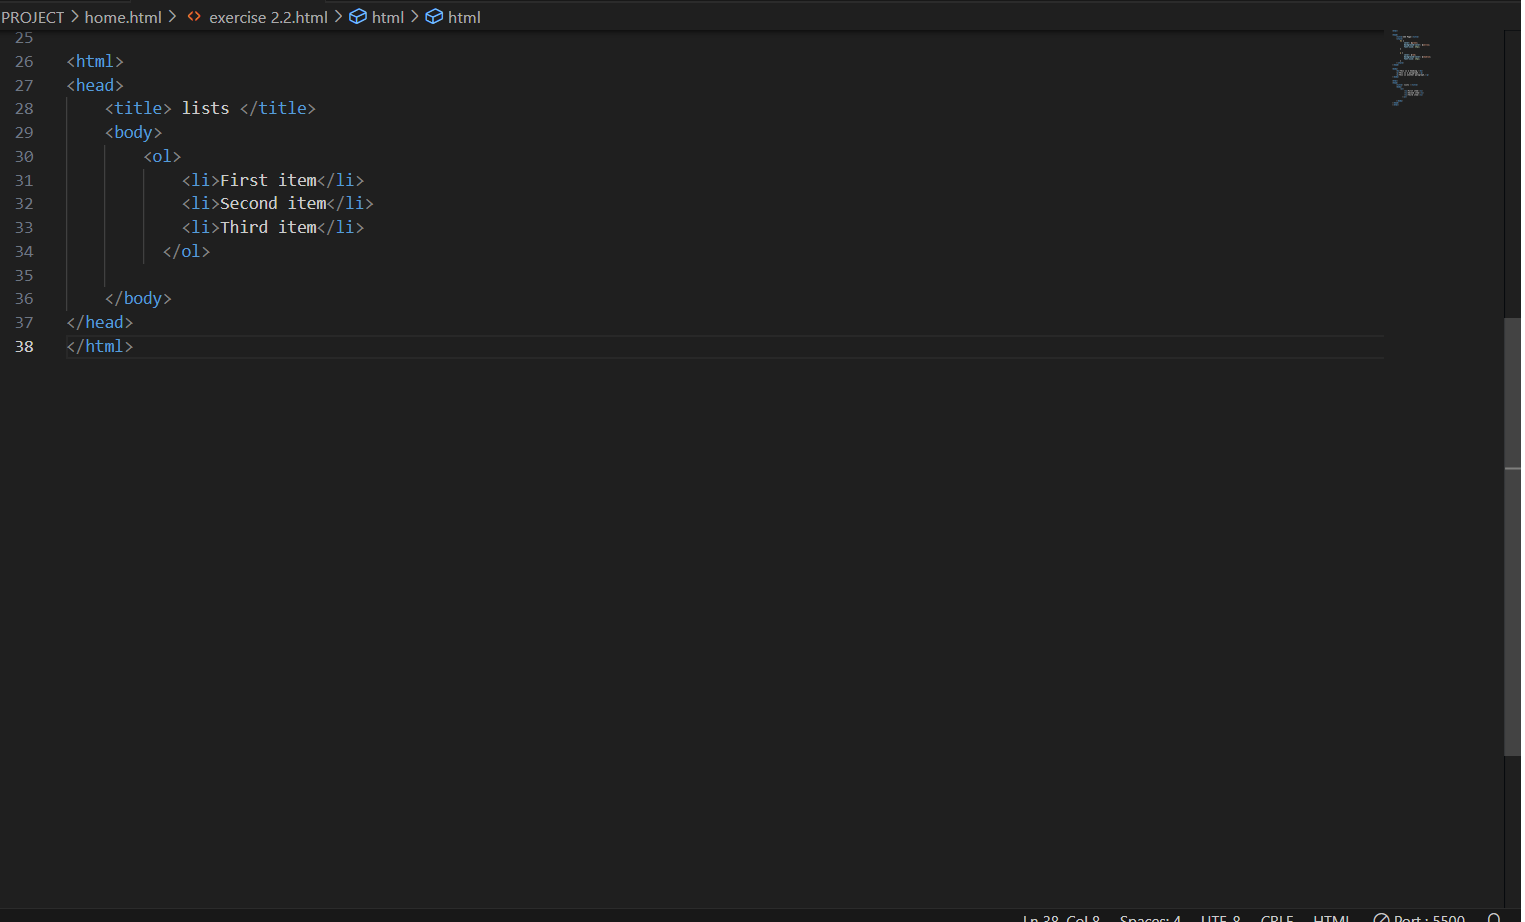 PROJECT > home.html > <> exercise 2.2.html > html > html
25
26 <html>
27 <head>
28 <title> lists </title>
29 <body>
30 <ol>
31 <li>First item</li>
32 <li>Second item</li>
33 <li>Third item</li>
34 </ol>
35
36 </body>
37 </head>
38 </html>
Ln 38, Col 8 Spaces: 4 UTF-8 CRLF HTML Port : 5500